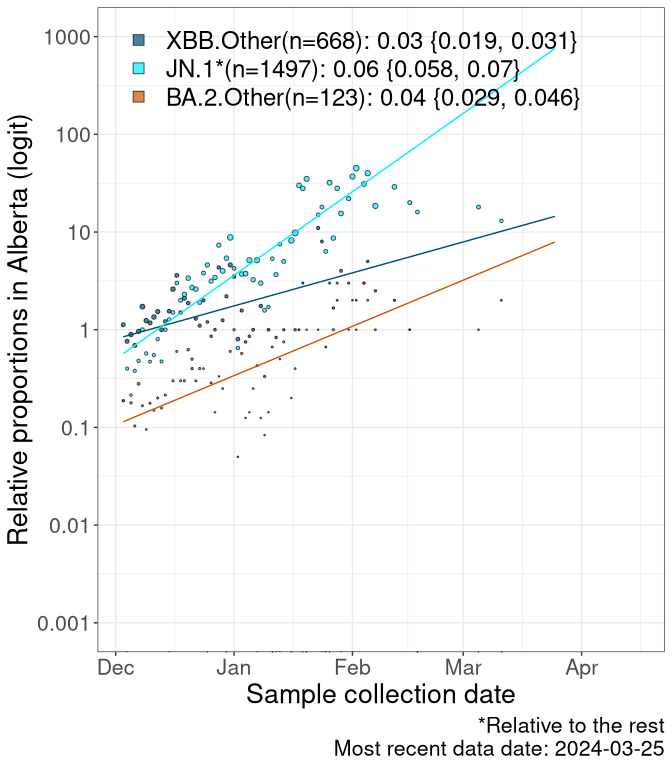 XBB.Other(n=668): 0.03 {0.019, 0.031}
JN.1*(n=1497): 0.06 {0.058, 0.07}
BA.2.Other(n=123): 0.04 {0.029, 0.046}
Relative proportions in Alberta (logit)
1000
100
10
1
0.1
0.01
0.001
Dec Jan Feb Mar Apr
Sample collection date
*Relative to the rest
Most recent data date: 2024-03-25